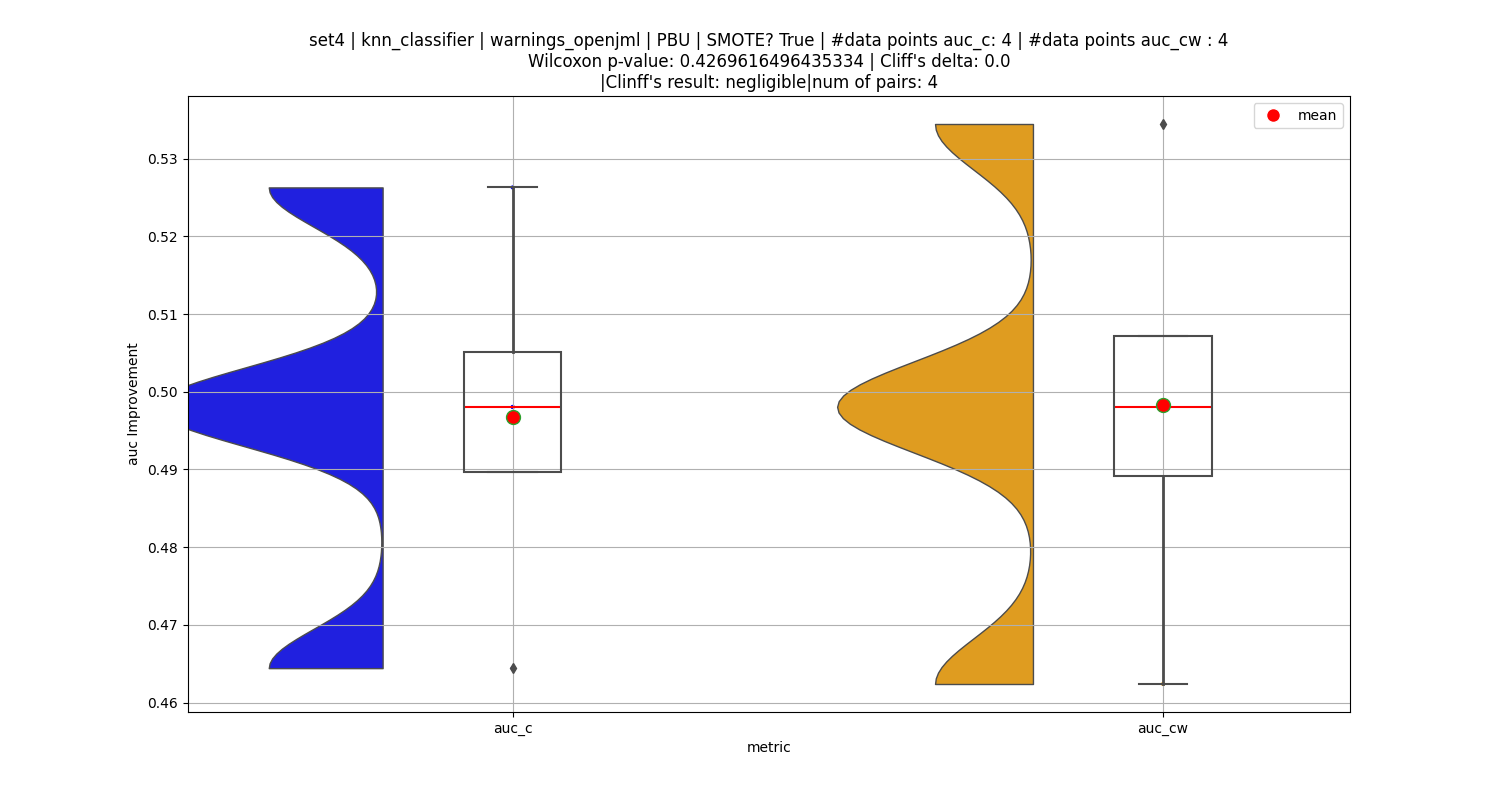 set4 | knn_classifier | warnings_openjml | PBU | SMOTE? True | #data points auc_c: 4 | #data points auc_cw : 4
Wilcoxon p-value: 0.4269616496435334 | Cliff's delta: 0.0
|Clinff's result: negligible|num of pairs: 4
mean
0.53
0.52
0.51
0.50
0.49
0.48
0.47
0.46
auc Improvement
auc_c
auc_cw
metric